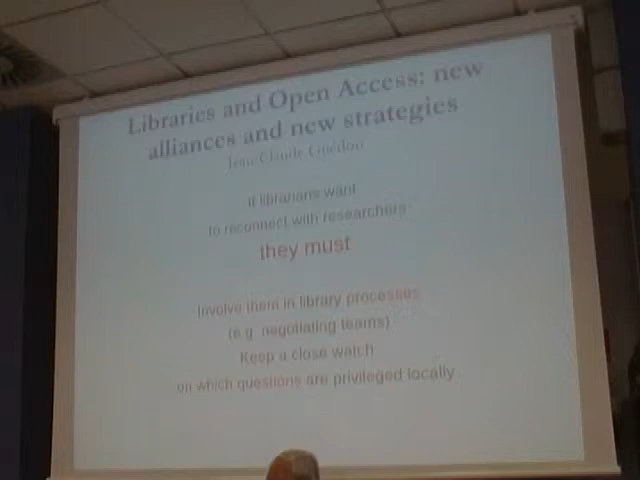 Libraries and Open Access: new
alliances and new strategies
Jean-Claude Guédon
If librarians want
to reconnect with researchers
they must
Involve them in library processes
(e.g. negotiating teams)
Keep a close watch
on which questions are privileged locally